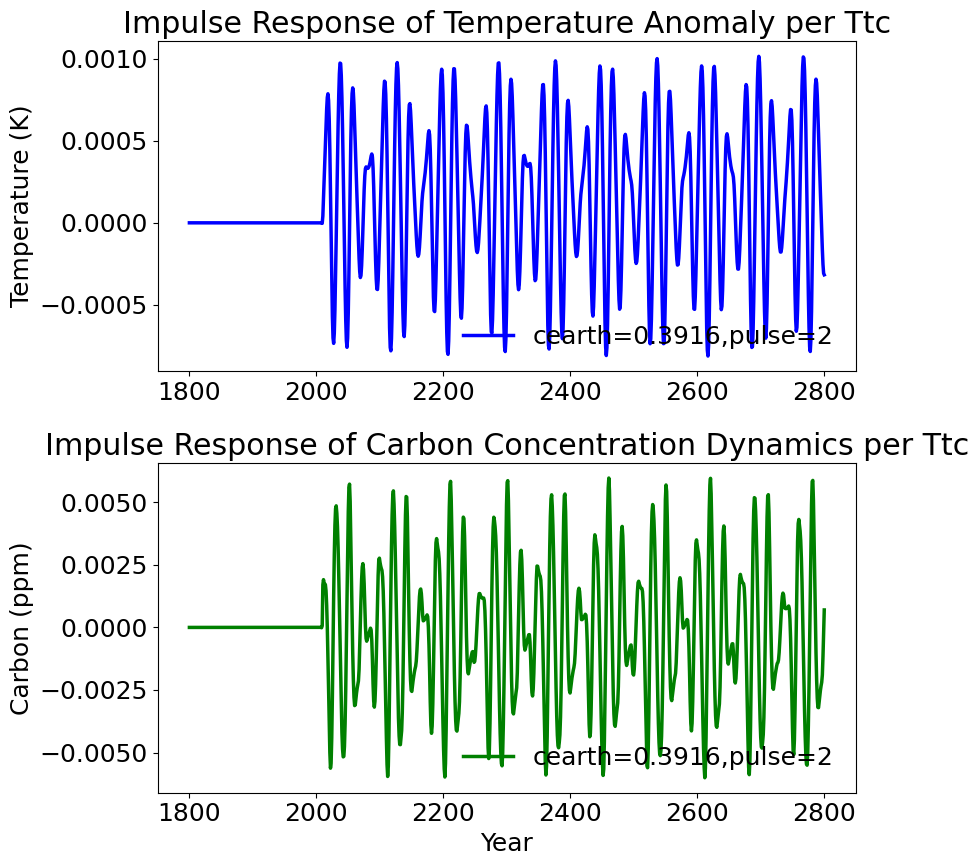 Impulse Response of Temperature Anomaly per Ttc
Temperature (K)
0.0010
0.0005
0.0000
−0.0005
cearth=0.3916,pulse=2
1800 2000 2200 2400 2600 2800
Impulse Response of Carbon Concentration Dynamics per Ttc
Carbon (ppm)
0.0050
0.0025
0.0000
−0.0025
−0.0050
cearth=0.3916,pulse=2
1800 2000 2200 2400 2600 2800
Year